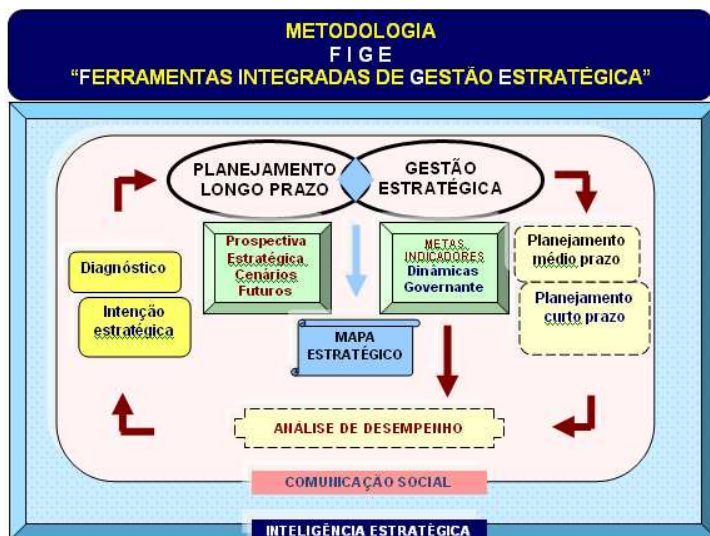 METODOLOGIA
F I G E
“FERRAMENTAS INTEGRADAS DE GESTÃO ESTRATÉGICA”
PLANEJAMENTO
LONGO PRAZO
GESTÃO
ESTRATÉGICA
Prospectiva
Estratégica
Cenários
Futuros
METAS
INDICADORES
Dinâmicas
Governante
Planejamento
médio prazo
Planejamento
curto prazo
Diagnóstico
Intenção
estratégica
MAPA
ESTRATÉGICO
ANÁLISE DE DESEMPENHO
COMUNICAÇÃO SOCIAL
INTELIGÊNCIA ESTRATÉGICA